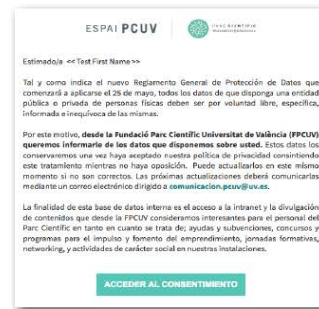 ESPAI PCUV
PARC CIENTÍFIC
Estimado/a << Test First Name >>
Tal y como indica el nuevo Reglamento General de Protección de Datos que
comenzará a aplicarse el 25 de mayo, todos los datos de que disponga una entidad
pública o privada de personas físicas deben ser por voluntad libre, específica,
informada e inequívoca de las mismas.
Por este motivo, desde la Fundació Parc Científic Universitat de València (FPCUV)
queremos informarle de los datos que disponemos sobre usted. Estos datos los
conservaremos una vez haya aceptado nuestra política de privacidad consintiendo
este tratamiento mientras no haya oposición. Puede actualizarlos en este mismo
momento si no son correctos. Las próximas actualizaciones deberá comunicarlas
mediante un correo electrónico dirigido a comunicacion.pcuv@uv.es.
La finalidad de esta base de datos interna es el acceso a la intranet y la divulgación
de contenidos que desde la FPCUV consideramos interesantes para el personal del
Parc Científic en tanto en cuanto se trata de; ayudas y subvenciones, concursos y
programas para el impulso y fomento del emprendimiento, jornadas formativas,
networking, y actividades de carácter social en nuestras instalaciones.
ACCEDER AL CONSENTIMIENTO